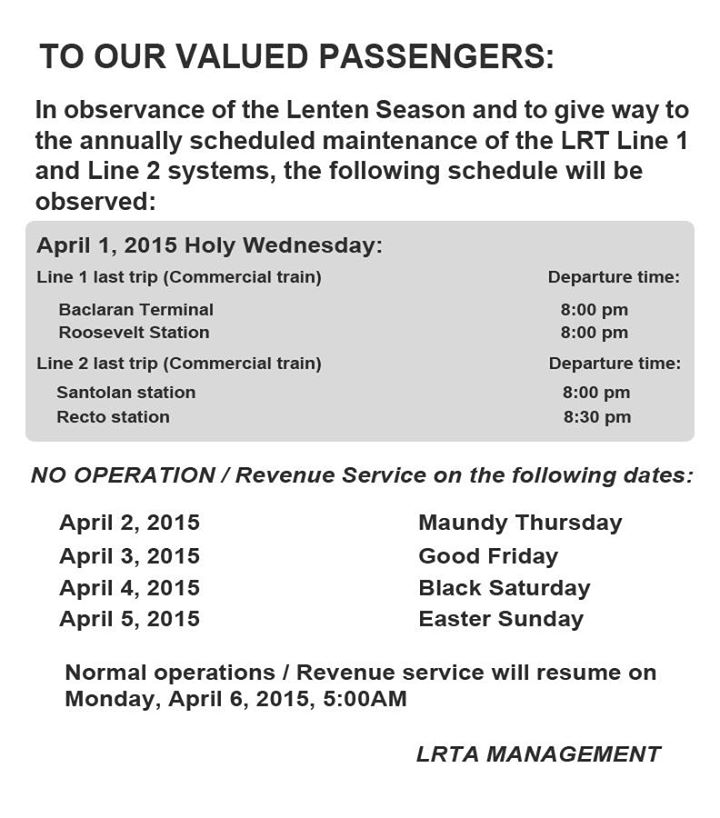 TO OUR VALUED PASSENGERS:
In observance of the Lenten Season and to give way to
the annually scheduled maintenance of the LRT Line 1
and Line 2 systems, the following schedule will be
observed:
April 1, 2015 Holy Wednesday:
Line 1 last trip (Commercial train) Departure time:
Baclaran Terminal 8:00 pm
Roosevelt Station 8:00 pm
Line 2 last trip (Commercial train) Departure time:
Santolan station 8:00 pm
Recto station 8:30 pm
NO OPERATION / Revenue Service on the following dates:
April 2, 2015 Maundy Thursday
April 3, 2015 Good Friday
April 4, 2015 Black Saturday
April 5, 2015 Easter Sunday
Normal operations / Revenue service will resume on
Monday, April 6, 2015, 5:00AM
LRTA MANAGEMENT